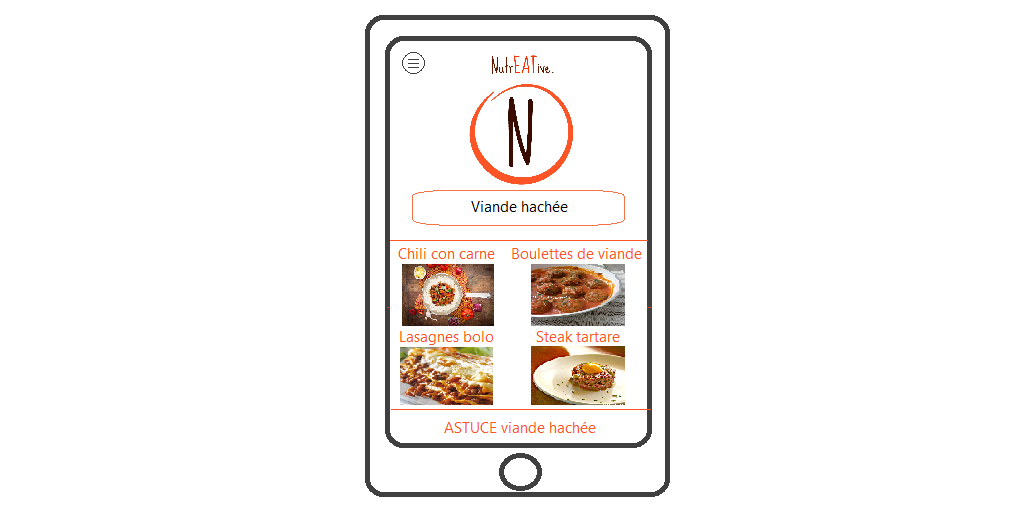 NutrEATive.
N
Viande hachée
Chili con carne
Boulettes de viande
Lasagnes bolo
Steak tartare
ASTUCE viande hachée